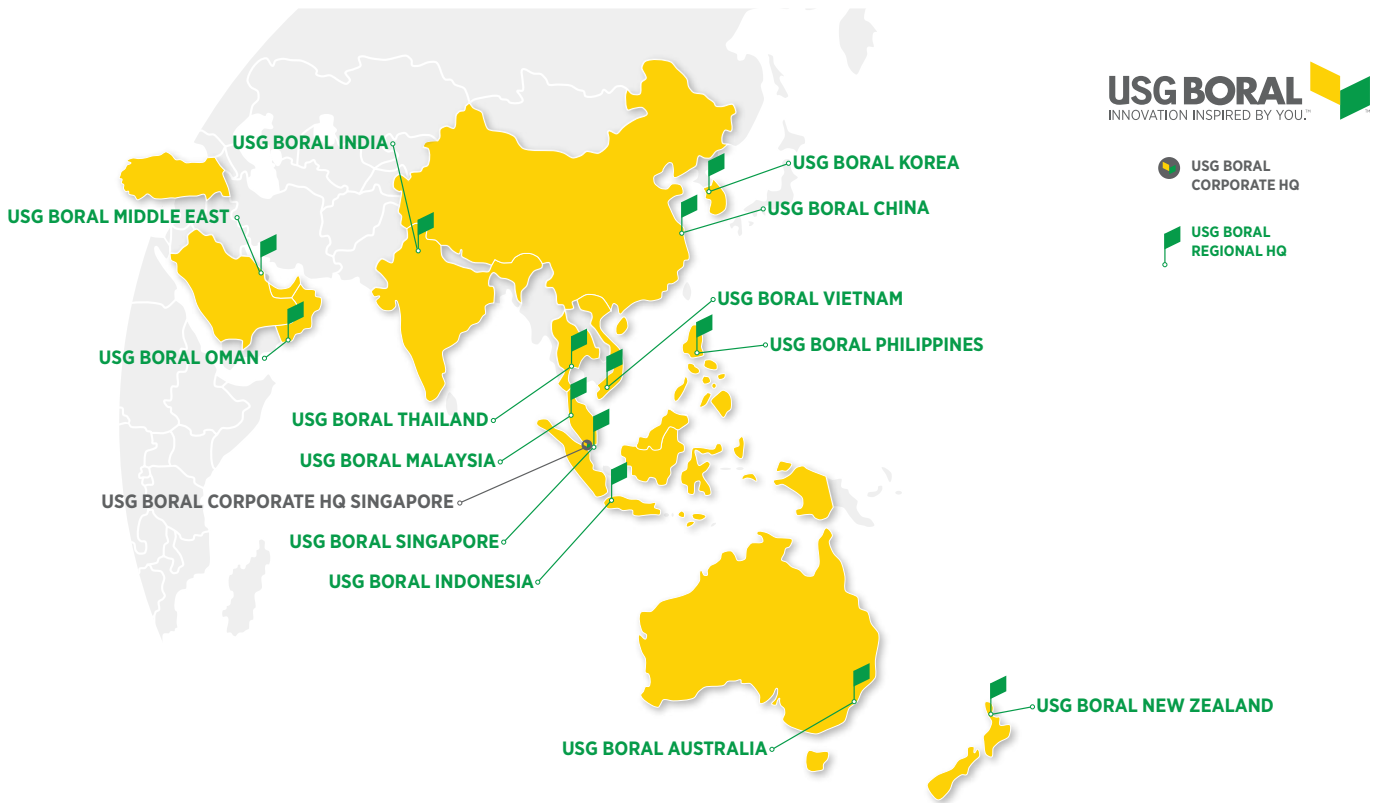 USG BORAL
INNOVATION INSPIRED BY YOU.™
USG BORAL
CORPORATE HQ
USG BORAL
REGIONAL HQ
USG BORAL INDIA
USG BORAL KOREA
USG BORAL MIDDLE EAST
USG BORAL CHINA
USG BORAL VIETNAM
USG BORAL OMAN
USG BORAL PHILIPPINES
USG BORAL THAILAND
USG BORAL MALAYSIA
USG BORAL CORPORATE HQ SINGAPORE
USG BORAL SINGAPORE
USG BORAL INDONESIA
USG BORAL NEW ZEALAND
USG BORAL AUSTRALIA